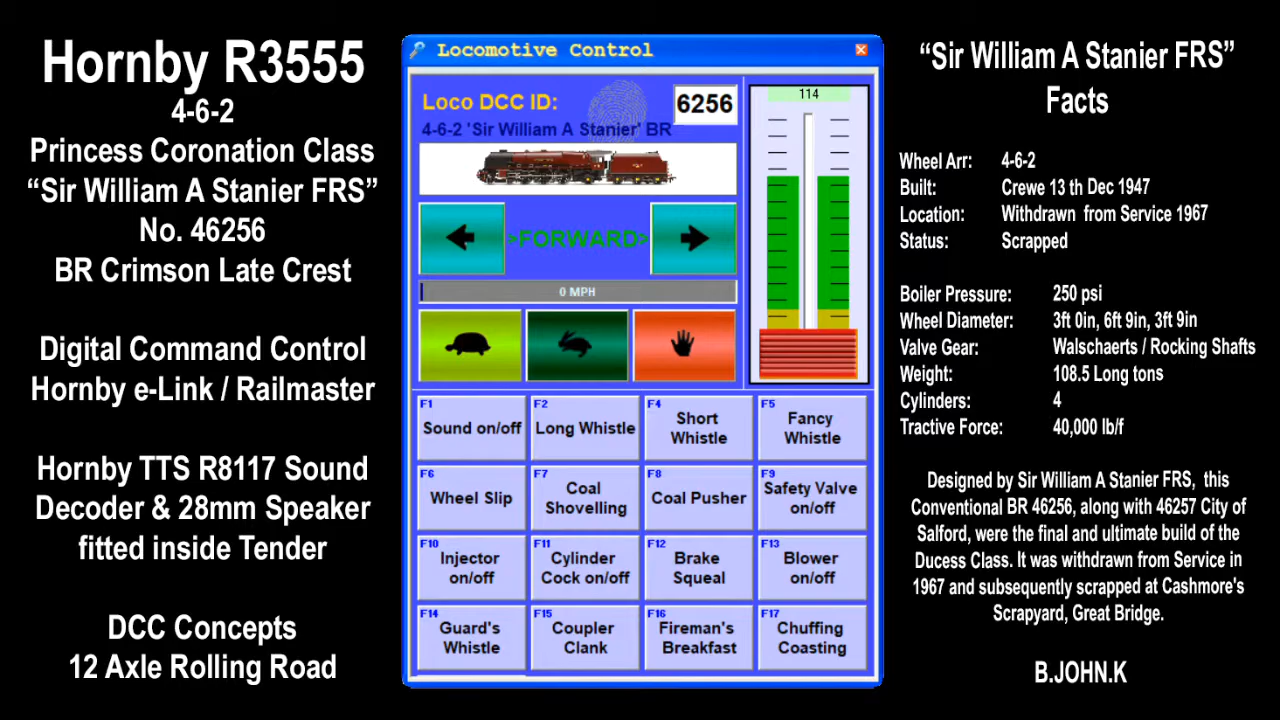 Hornby R3555
4-6-2
Princess Coronation Class
“Sir William A Stanier FRS”
No. 46256
BR Crimson Late Crest
Digital Command Control
Hornby e-Link / Railmaster
Hornby TTS R8117 Sound
Decoder & 28mm Speaker
fitted inside Tender
DCC Concepts
12 Axle Rolling Road
Locomotive Control
Loco DCC ID:
6256
4-6-2 'Sir William A Stanier' BR
114
>FORWARD>
0 MPH
F1 Sound on/off
F2 Long Whistle
F4 Short
Whistle
F5 Fancy
Whistle
F6 Wheel Slip
F7 Coal
Shovelling
F8 Coal Pusher
F9 Safety Valve
on/off
F10 Injector
on/off
F11 Cylinder
Cock on/off
F12 Brake
Squeal
F13 Blower
on/off
F14 Guard's
Whistle
F15 Coupler
Clank
F16 Fireman's
Breakfast
F17 Chuffing
Coasting
“Sir William A Stanier FRS”
Facts
Wheel Arr: 4-6-2
Built: Crewe 13 th Dec 1947
Location: Withdrawn from Service 1967
Status: Scrapped
Boiler Pressure: 250 psi
Wheel Diameter: 3ft 0in, 6ft 9in, 3ft 9in
Valve Gear: Walschaerts / Rocking Shafts
Weight: 108.5 Long tons
Cylinders: 4
Tractive Force: 40,000 lb/f
Designed by Sir William A Stanier FRS, this
Conventional BR 46256, along with 46257 City of
Salford, were the final and ultimate build of the
Ducess Class. It was withdrawn from Service in
1967 and subsequently scrapped at Cashmore's
Scrapyard, Great Bridge.
B.JOHN.K